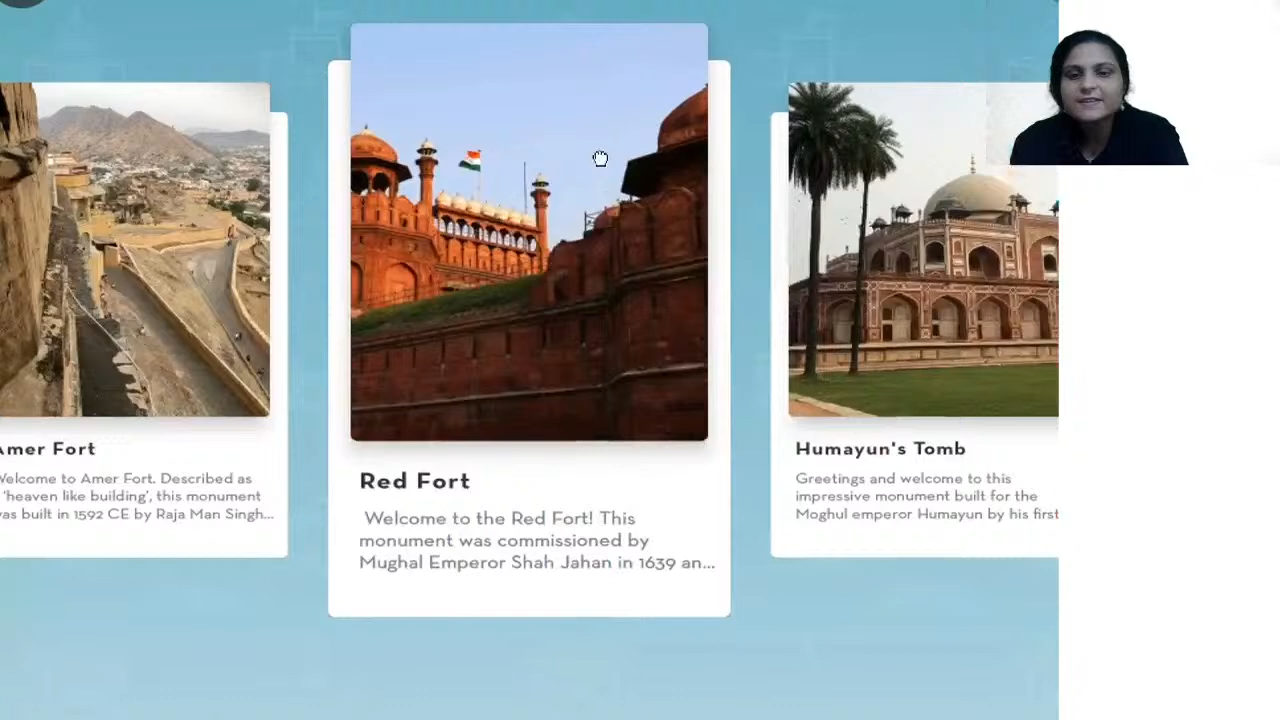 Amer Fort
Welcome to Amer Fort. Described as
'heaven like building', this monument
was built in 1592 CE by Raja Man Singh...
Red Fort
Welcome to the Red Fort! This
monument was commissioned by
Mughal Emperor Shah Jahan in 1639 an...
Humayun's Tomb
Greetings and welcome to this
impressive monument built for the
Moghul emperor Humayun by his first